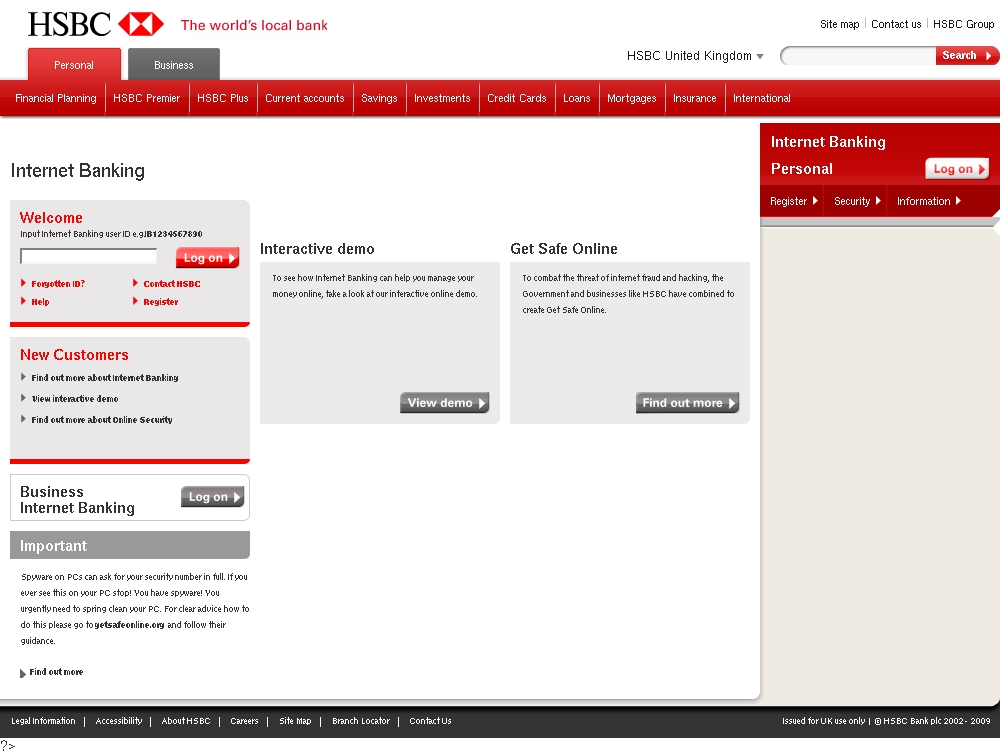 HSBC The world's local bank
Site map Contact us HSBC Group
Personal Business
HSBC United Kingdom Search
Financial Planning HSBC Premier HSBC Plus Current accounts Savings Investments Credit Cards Loans Mortgages Insurance International
Internet Banking
Personal
Log on
Register Security Information
Internet Banking
Welcome
Input Internet Banking user ID e.g.IB1234567890
Log on
Forgotten ID? Contact HSBC
Help Register
Interactive demo
To see how Internet Banking can help you manage your
money online, take a look at our interactive online demo.
View demo
Get Safe Online
To combat the threat of internet fraud and hacking, the
Government and businesses like HSBC have combined to
create Get Safe Online.
Find out more
New Customers
Find out more about Internet Banking
View interactive demo
Find out more about Online Security
Business
Internet Banking
Log on
Important
Spyware on PCs can ask for your security number in full. If you
ever see this on your PC stop! You have spyware! You
urgently need to spring clean your PC. For clear advice how to
do this please go to getsafeonline.org and follow their
guidance.
Find out more
Legal Information | Accessibility | About HSBC | Careers | Site Map | Branch Locator | Contact Us
Issued for UK use only | © HSBC Bank plc 2002 - 2009
?>